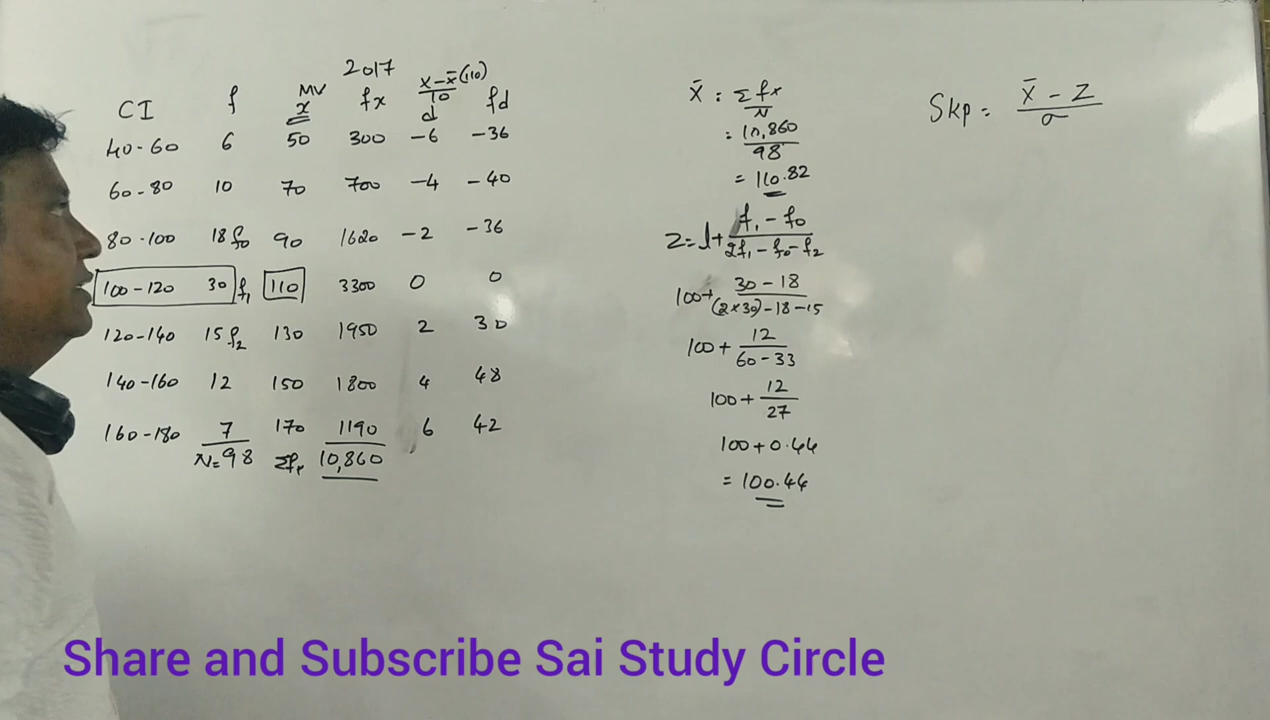 2017
CI f MV x fx x-x̄(110)/10 d fd
40-60 6 50 300 -6 -36
60-80 10 70 700 -4 -40
80-100 18 f₀ 90 1620 -2 -36
100-120 30 f₁ 110 3300 0 0
120-140 15 f₂ 130 1950 2 30
140-160 12 150 1800 4 48
160-180 7 170 1190 6 42
N=98 Σfx 10,860
x̄ = Σfx/N
= 10,860/98
= 110.82
Z = l + f₁-f₀/2f₁-f₀-f₂
100+ 30-18/(2×30)-18-15
100+ 12/60-33
100+ 12/27
100+0.44
= 100.44
Skp = x̄-Z/σ
Share and Subscribe Sai Study Circle